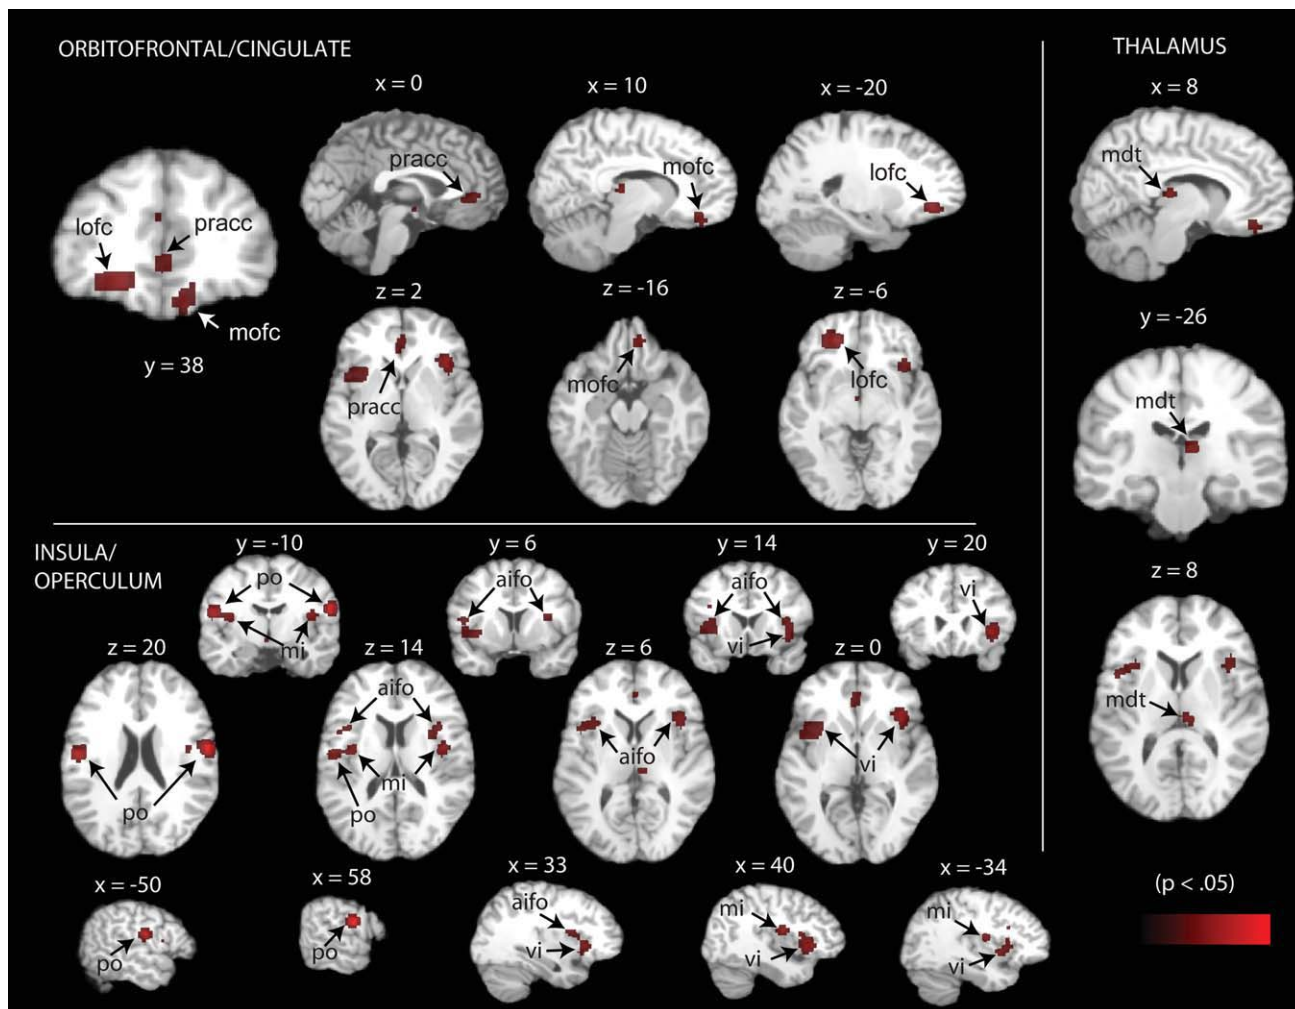 ORBITOFRONTAL/CINGULATE
x = 0
x = 10
x = -20
pracc
mofc
lofc
lofc
pracc
mofc
y = 38
z = 2
z = -16
z = -6
pracc
mofc
lofc
THALAMUS
x = 8
mdt
y = -26
mdt
z = 8
mdt
INSULA/
OPERCULUM
y = -10
y = 6
y = 14
y = 20
po
aifo
aifo
vi
mi
vi
z = 20
z = 14
z = 6
z = 0
aifo
aifo
vi
mi
po
po
x = -50
x = 58
x = 33
x = 40
x = -34
po
po
aifo
vi
mi
vi
mi
vi
(p < .05)